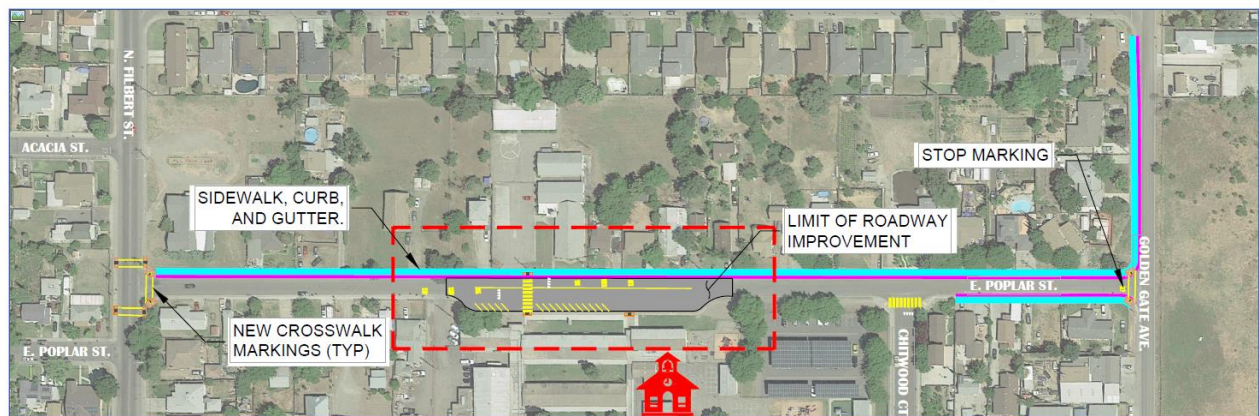 N. FILBERT ST.
ACACIA ST.
SIDEWALK, CURB,
AND GUTTER.
STOP MARKING
LIMIT OF ROADWAY
IMPROVEMENT
GOLDEN GATE AVE.
E. POPLAR ST.
NEW CROSSWALK
MARKINGS (TYP)
E. POPLAR ST.
CHTWOOD CT